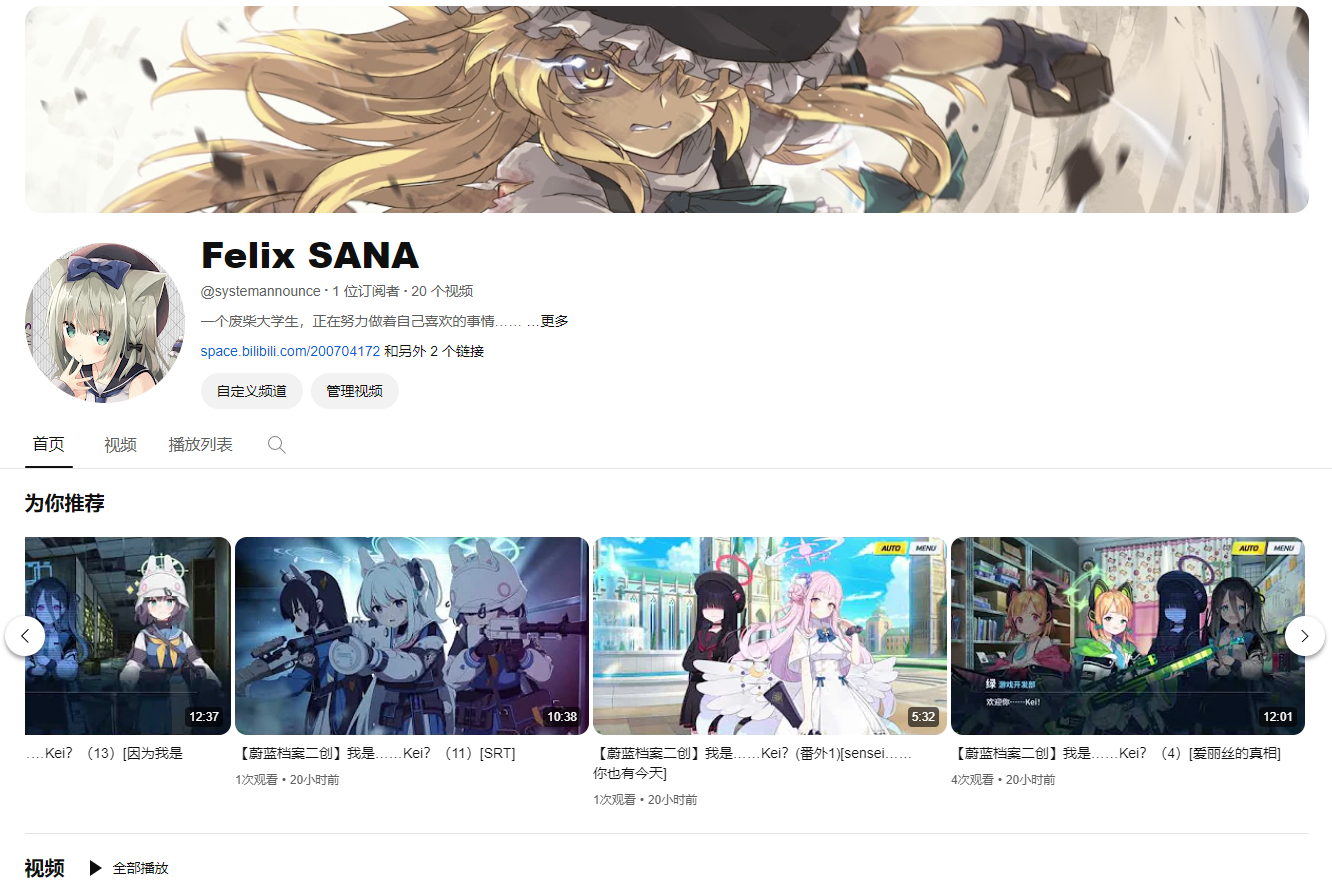 Felix SANA
@systemannounce · 1 位订阅者 · 20 个视频
一个废柴大学生，正在努力做着自己喜欢的事情…… …更多
space.bilibili.com/200704172 和另外 2 个链接
自定义频道 管理视频
首页 视频 播放列表
为你推荐
12:37
10:38
AUTO MENU
5:32
AUTO MENU
绿 游戏开发部
欢迎你……Kei！
12:01
……Kei？（13）[因为我是
【蔚蓝档案二创】我是……Kei？（11）[SRT]
1次观看 • 20小时前
【蔚蓝档案二创】我是……Kei？(番外1)[sensei……
你也有今天]
1次观看 • 20小时前
【蔚蓝档案二创】我是……Kei？（4）[爱丽丝的真相]
4次观看 • 20小时前
视频 全部播放